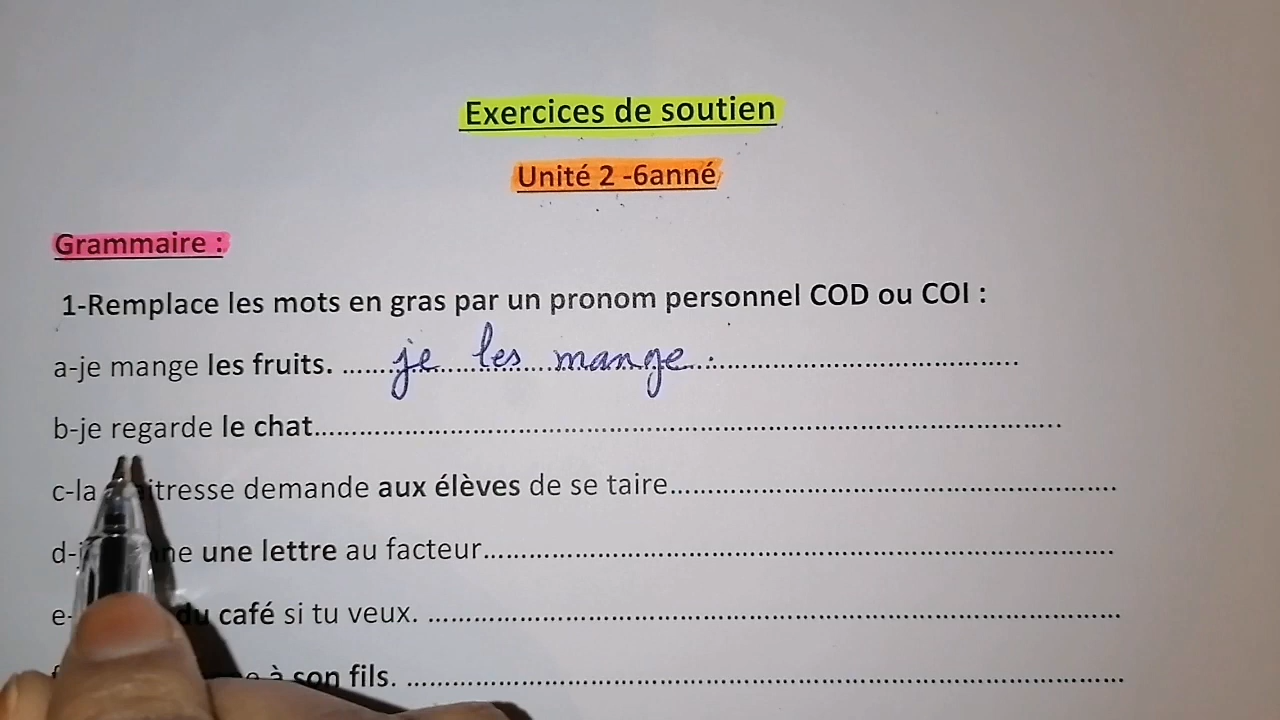 Exercices de soutien
Unité 2 -6anné
Grammaire :
1-Remplace les mots en gras par un pronom personnel COD ou COI :
a-je mange les fruits. ...... je les mange .
b-je regarde le chat......
c-la demande aux élèves de se taire......
d- une lettre au facteur......
e- du café si tu veux. ......
à son fils. ......